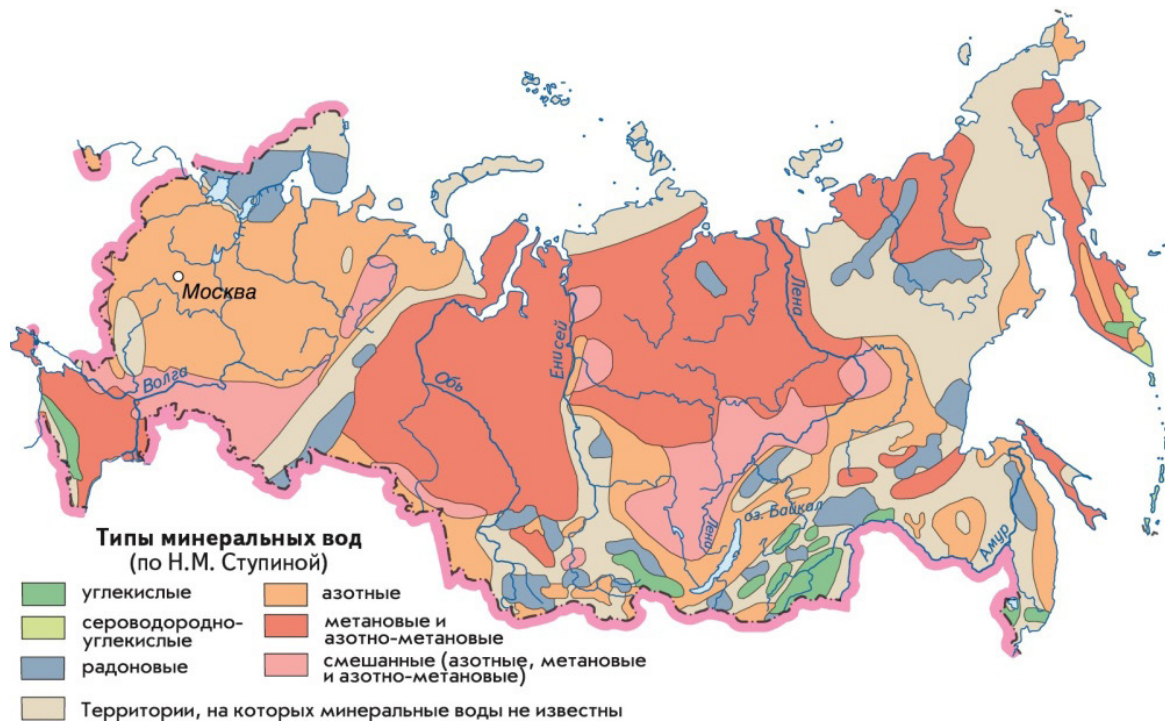 Москва
Волга
Обь
Енисей
Лена
Лена
оз. Байкал
Амур
Типы минеральных вод
(по Н.М. Ступиной)
углекислые
сероводородно-
углекислые
радоновые
азотные
метановые и
азотно-метановые
смешанные (азотные, метановые
и азотно-метановые)
Территории, на которых минеральные воды не известны